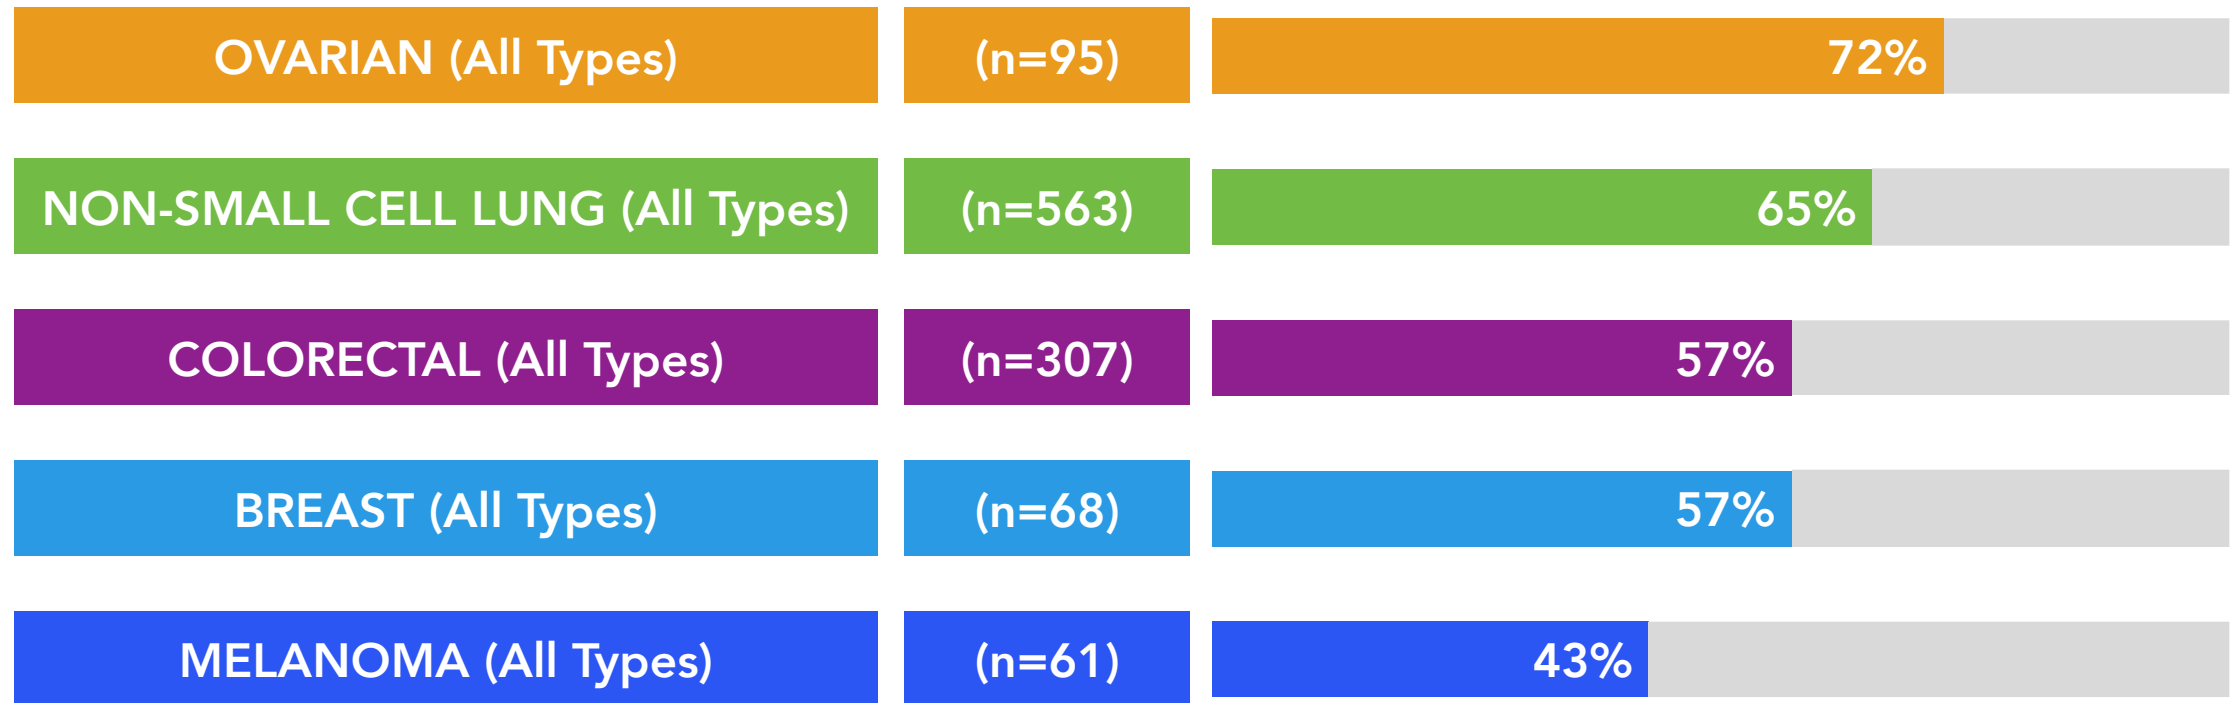 OVARIAN (All Types) (n=95) 72%
NON-SMALL CELL LUNG (All Types) (n=563) 65%
COLORECTAL (All Types) (n=307) 57%
BREAST (All Types) (n=68) 57%
MELANOMA (All Types) (n=61) 43%